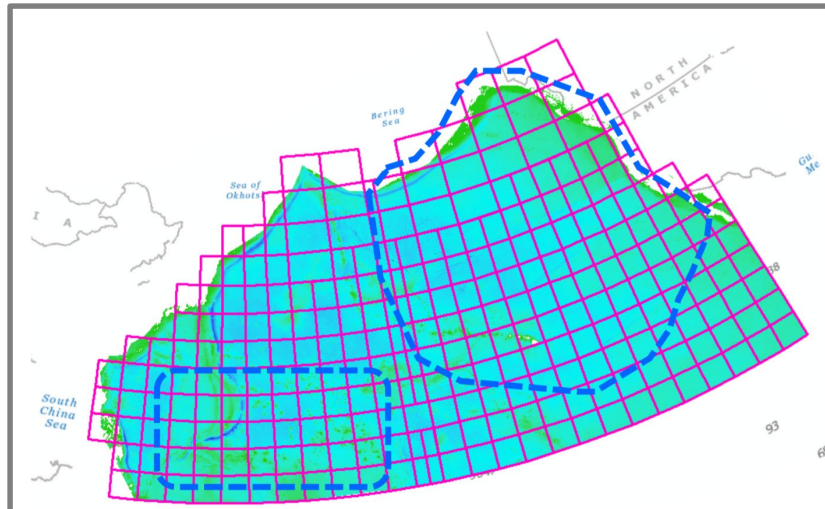 NORTH
AMERICA
Bering
Sea
Gu
Me
Sea of
Okhots
I A
38
South
China
Sea
93